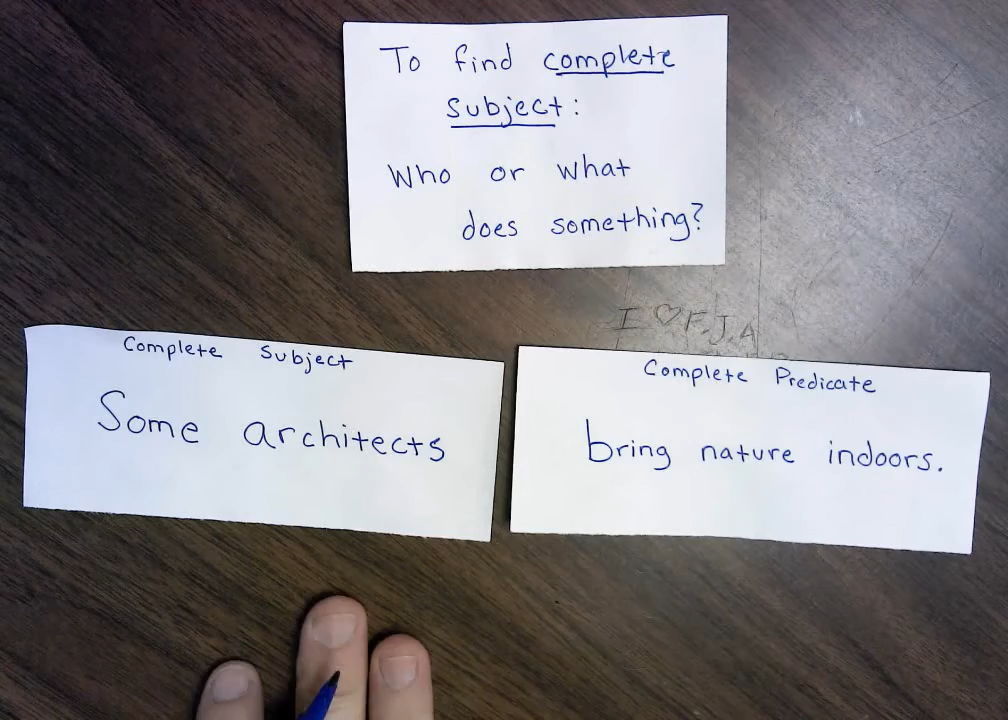 To find complete
subject:
Who or what
does something?
I ♡ F.J.A
Complete Subject
Some architects
Complete Predicate
bring nature indoors.